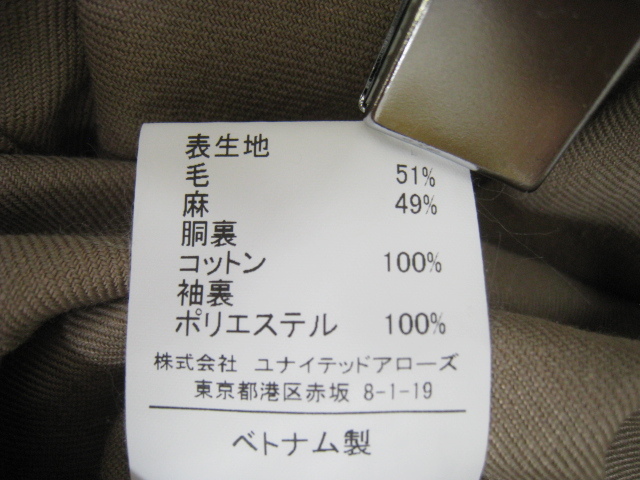 表生地
毛 51%
麻 49%
胴裏
コットン 100%
袖裏
ポリエステル 100%
株式会社 ユナイテッドアローズ
東京都港区赤坂 8-1-19
ベトナム製